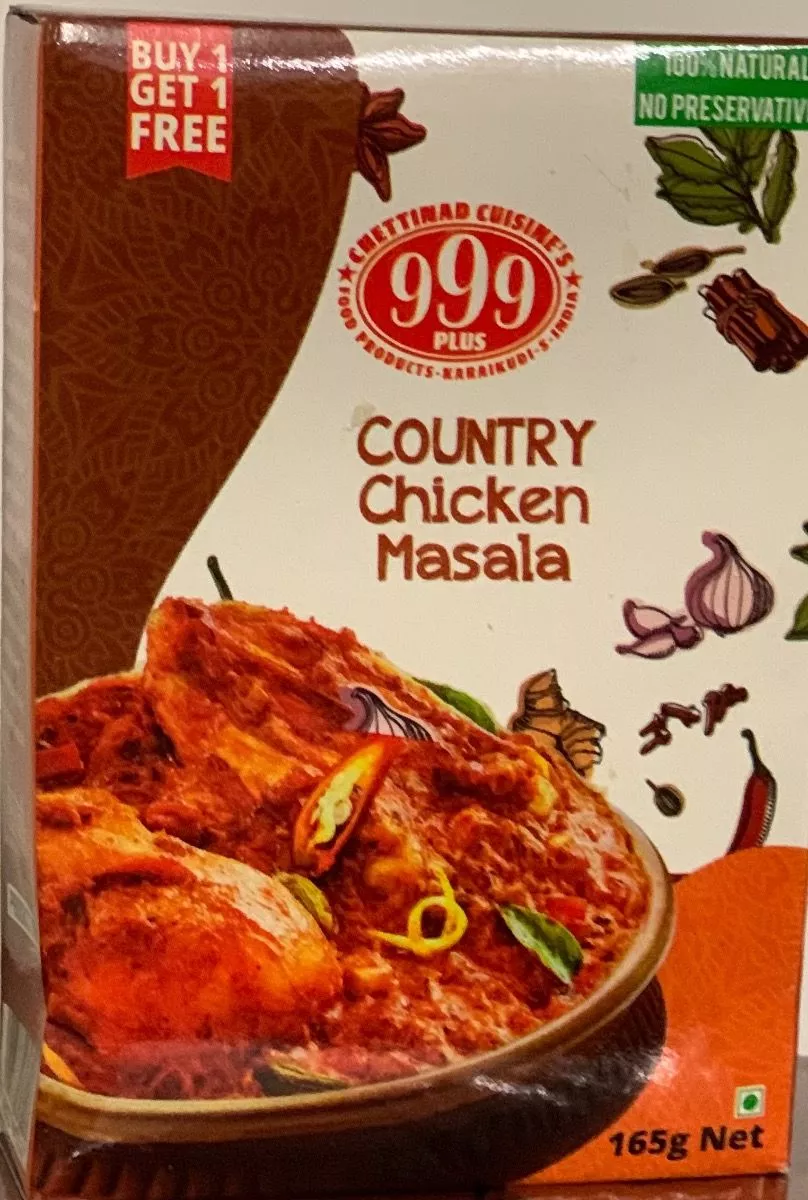 BUY 1
GET 1
FREE
100% NATURAL
NO PRESERVATIV
CHETTINAD CUISINE'S
999
PLUS
FOOD PRODUCTS-KARAIKUDI-S-INDIA
COUNTRY
Chicken
Masala
165g Net